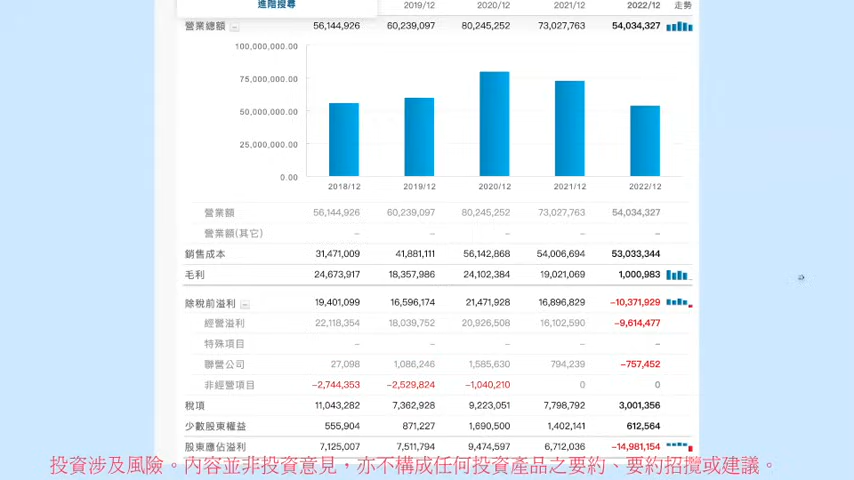 進階搜尋
2019/12 2020/12 2021/12 2022/12 走勢
營業總額 56,144,926 60,239,097 80,245,252 73,027,763 54,034,327
100,000,000.00
75,000,000.00
50,000,000.00
25,000,000.00
0.00
2018/12 2019/12 2020/12 2021/12 2022/12
營業額 56,144,926 60,239,097 80,245,252 73,027,763 54,034,327
營業額(其它) – – – – –
銷售成本 31,471,009 41,881,111 56,142,868 54,006,694 53,033,344
毛利 24,673,917 18,357,986 24,102,384 19,021,069 1,000,983
除稅前溢利 19,401,099 16,596,174 21,471,928 16,896,829 -10,371,929
經營溢利 22,118,354 18,039,752 20,926,508 16,102,590 -9,614,477
特殊項目 – – – – –
聯營公司 27,098 1,086,246 1,585,630 794,239 -757,452
非經營項目 -2,744,353 -2,529,824 -1,040,210 0 0
稅項 11,043,282 7,362,928 9,223,051 7,798,792 3,001,356
少數股東權益 555,904 871,227 1,690,500 1,402,141 612,564
股東應佔溢利 7,125,007 7,511,794 9,474,597 6,712,036 -14,981,154
投資涉及風險。內容並非投資意見，亦不構成任何投資產品之要約、要約招攬或建議。